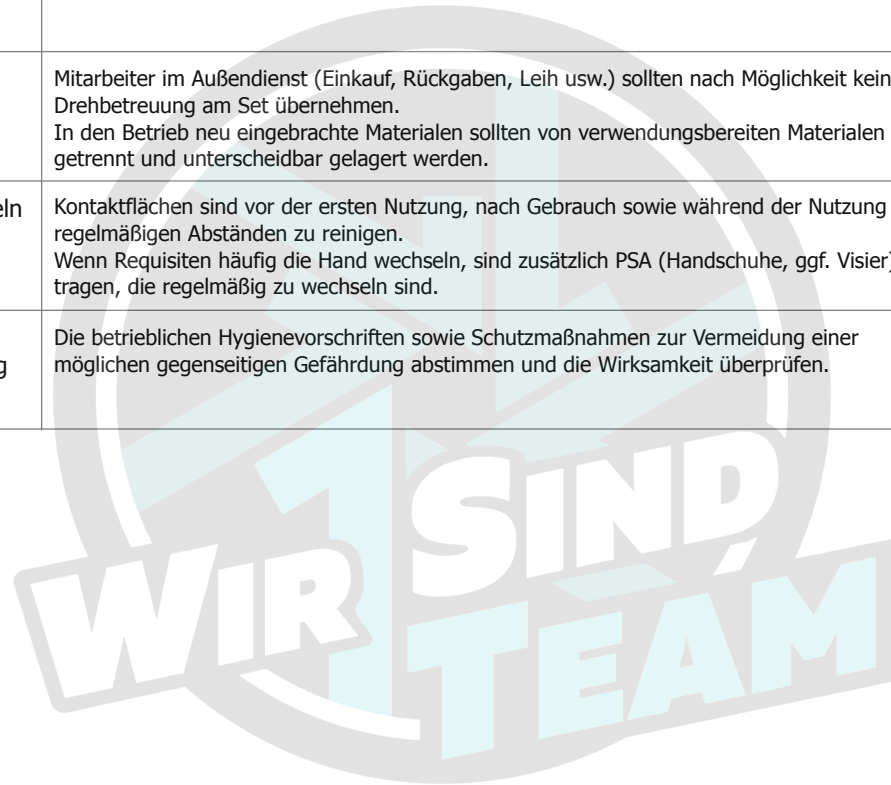 Mitarbeiter im Außendienst (Einkauf, Rückgaben, Leih usw.) sollten nach Möglichkeit kein
Drehbetreuung am Set übernehmen.
In den Betrieb neu eingebrachte Materialen sollten von verwendungsbereiten Materialen
getrennt und unterscheidbar gelagert werden.
eln
Kontaktflächen sind vor der ersten Nutzung, nach Gebrauch sowie während der Nutzung
regelmäßigen Abständen zu reinigen.
Wenn Requisiten häufig die Hand wechseln, sind zusätzlich PSA (Handschuhe, ggf. Visier)
tragen, die regelmäßig zu wechseln sind.
g
Die betrieblichen Hygienevorschriften sowie Schutzmaßnahmen zur Vermeidung einer
möglichen gegenseitigen Gefährdung abstimmen und die Wirksamkeit überprüfen.
WIR SIND
1 TEAM